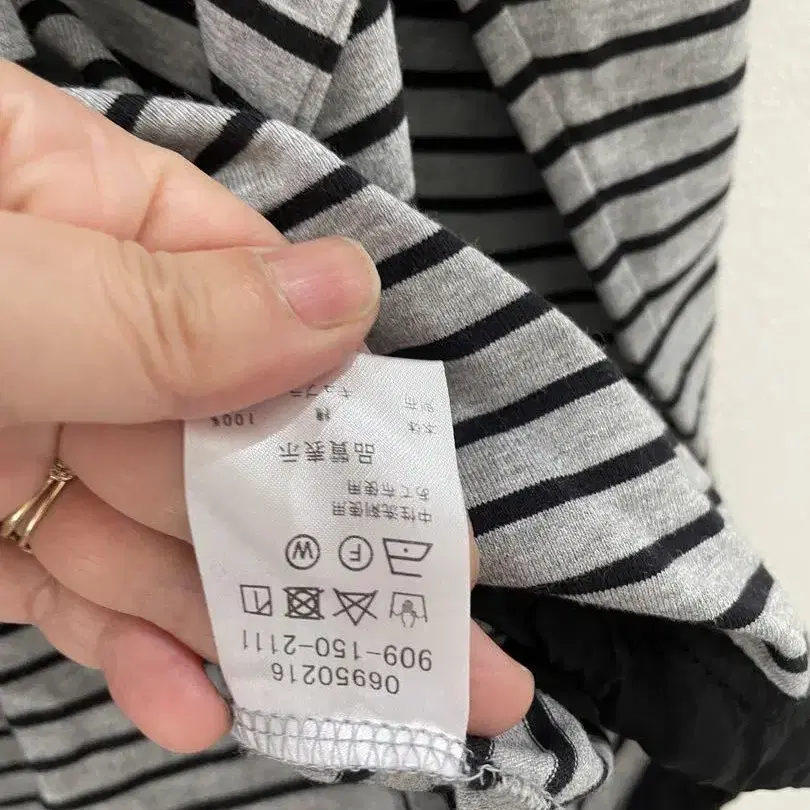 06950216
909-150-2111
F W
中性洗剤使用
あて布使用
品質表示
本体 綿 100%
別布 キュプラ